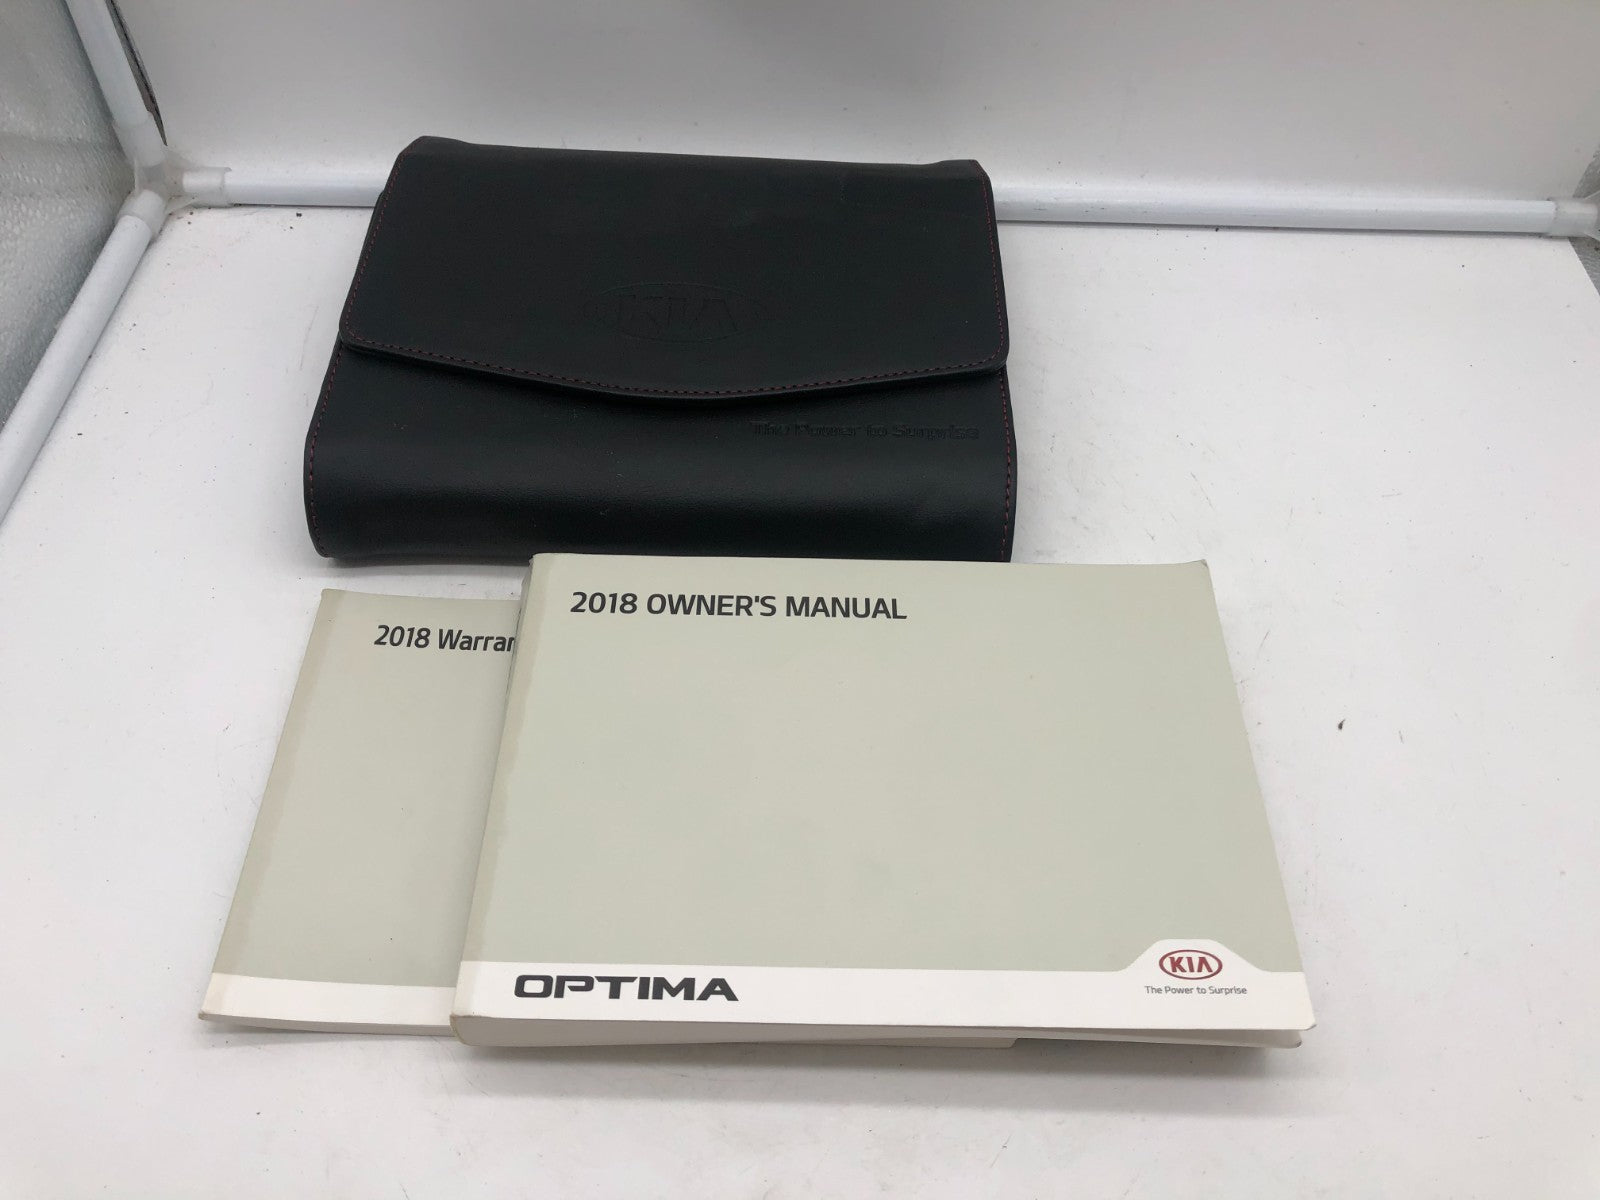 KIA
The Power to Surprise
2018 OWNER'S MANUAL
2018 Warran
OPTIMA
KIA
The Power to Surprise